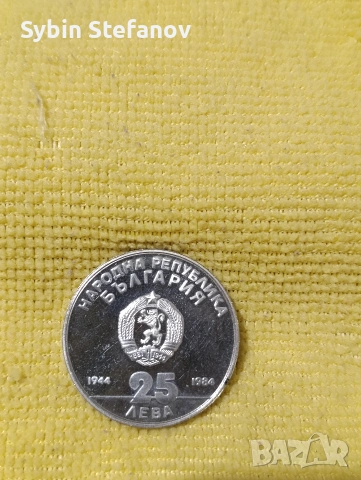 Sybin Stefanov
НАРОДНА РЕПУБЛИКА
БЪЛГАРИЯ
1944 1984
25
ЛЕВА
BAZAR